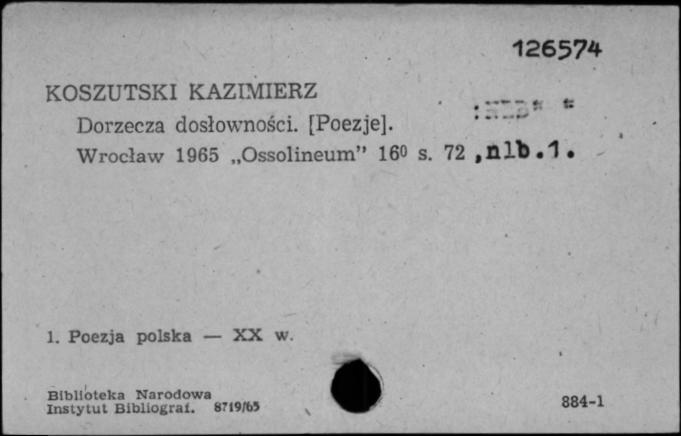 126574
KOSZUTSKI KAZIMIERZ
Dorzecza dosłowności. [Poezje].
Wrocław 1965 „Ossolineum” 16⁰ s. 72 ,nlb.1.
1. Poezja polska — XX w.
Biblioteka Narodowa
Instytut Bibliograf. 8719/65
884-1